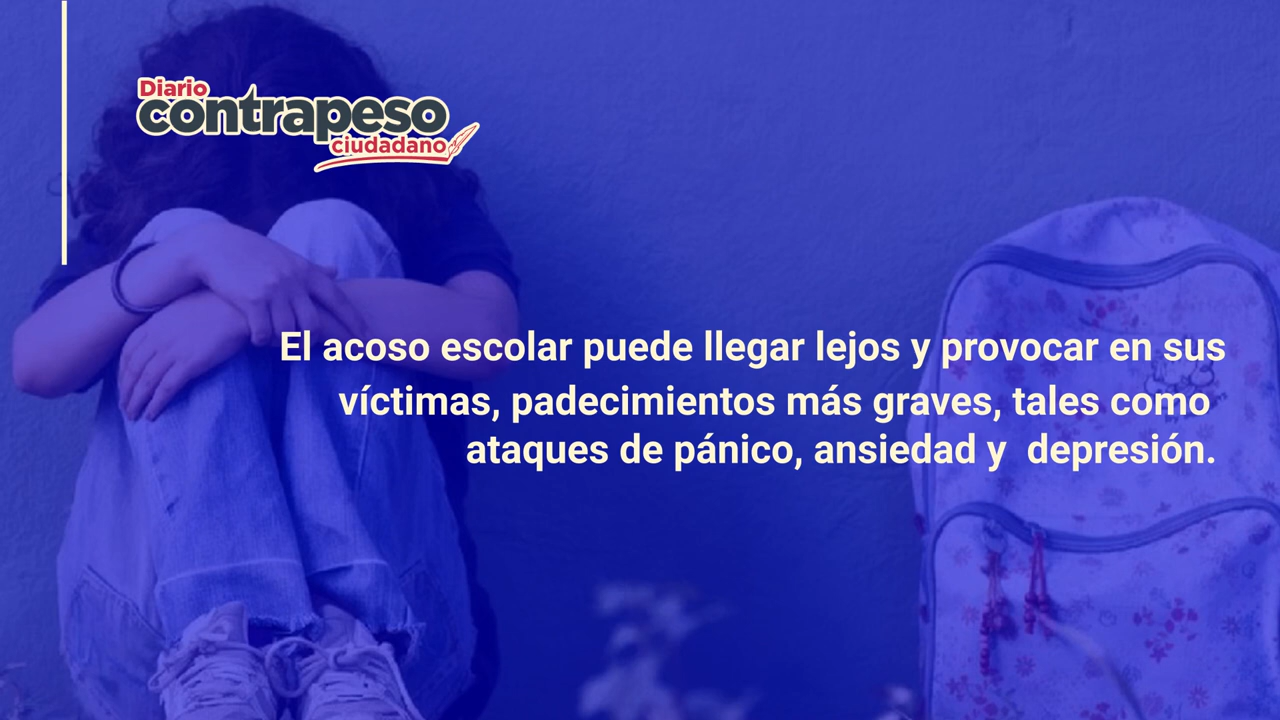 Diario
contrapeso
ciudadano
El acoso escolar puede llegar lejos y provocar en sus
víctimas, padecimientos más graves, tales como
ataques de pánico, ansiedad y  depresión.